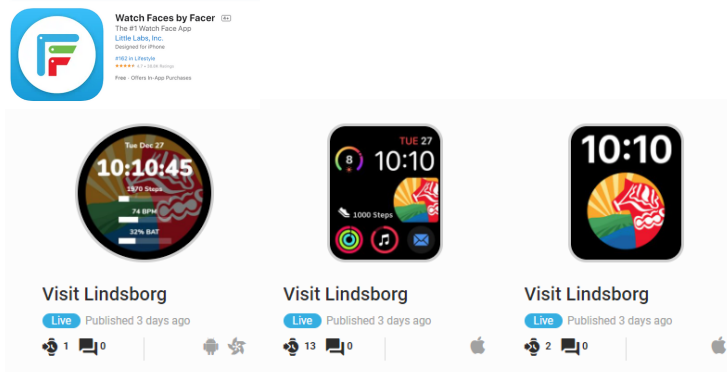 Watch Faces by Facer 4+
The #1 Watch Face App
Little Labs, Inc.
Designed for iPhone
#162 in Lifestyle
Free · Offers In-App Purchases
Tue Dec 27
10:10:45
1970 Steps
74 BPM
32% BAT
TUE 27
8
10:10
1000 Steps
10:10
Visit Lindsborg
Live Published 3 days ago
1 0
Visit Lindsborg
Live Published 3 days ago
13 0
Visit Lindsborg
Live Published 3 days ago
2 0